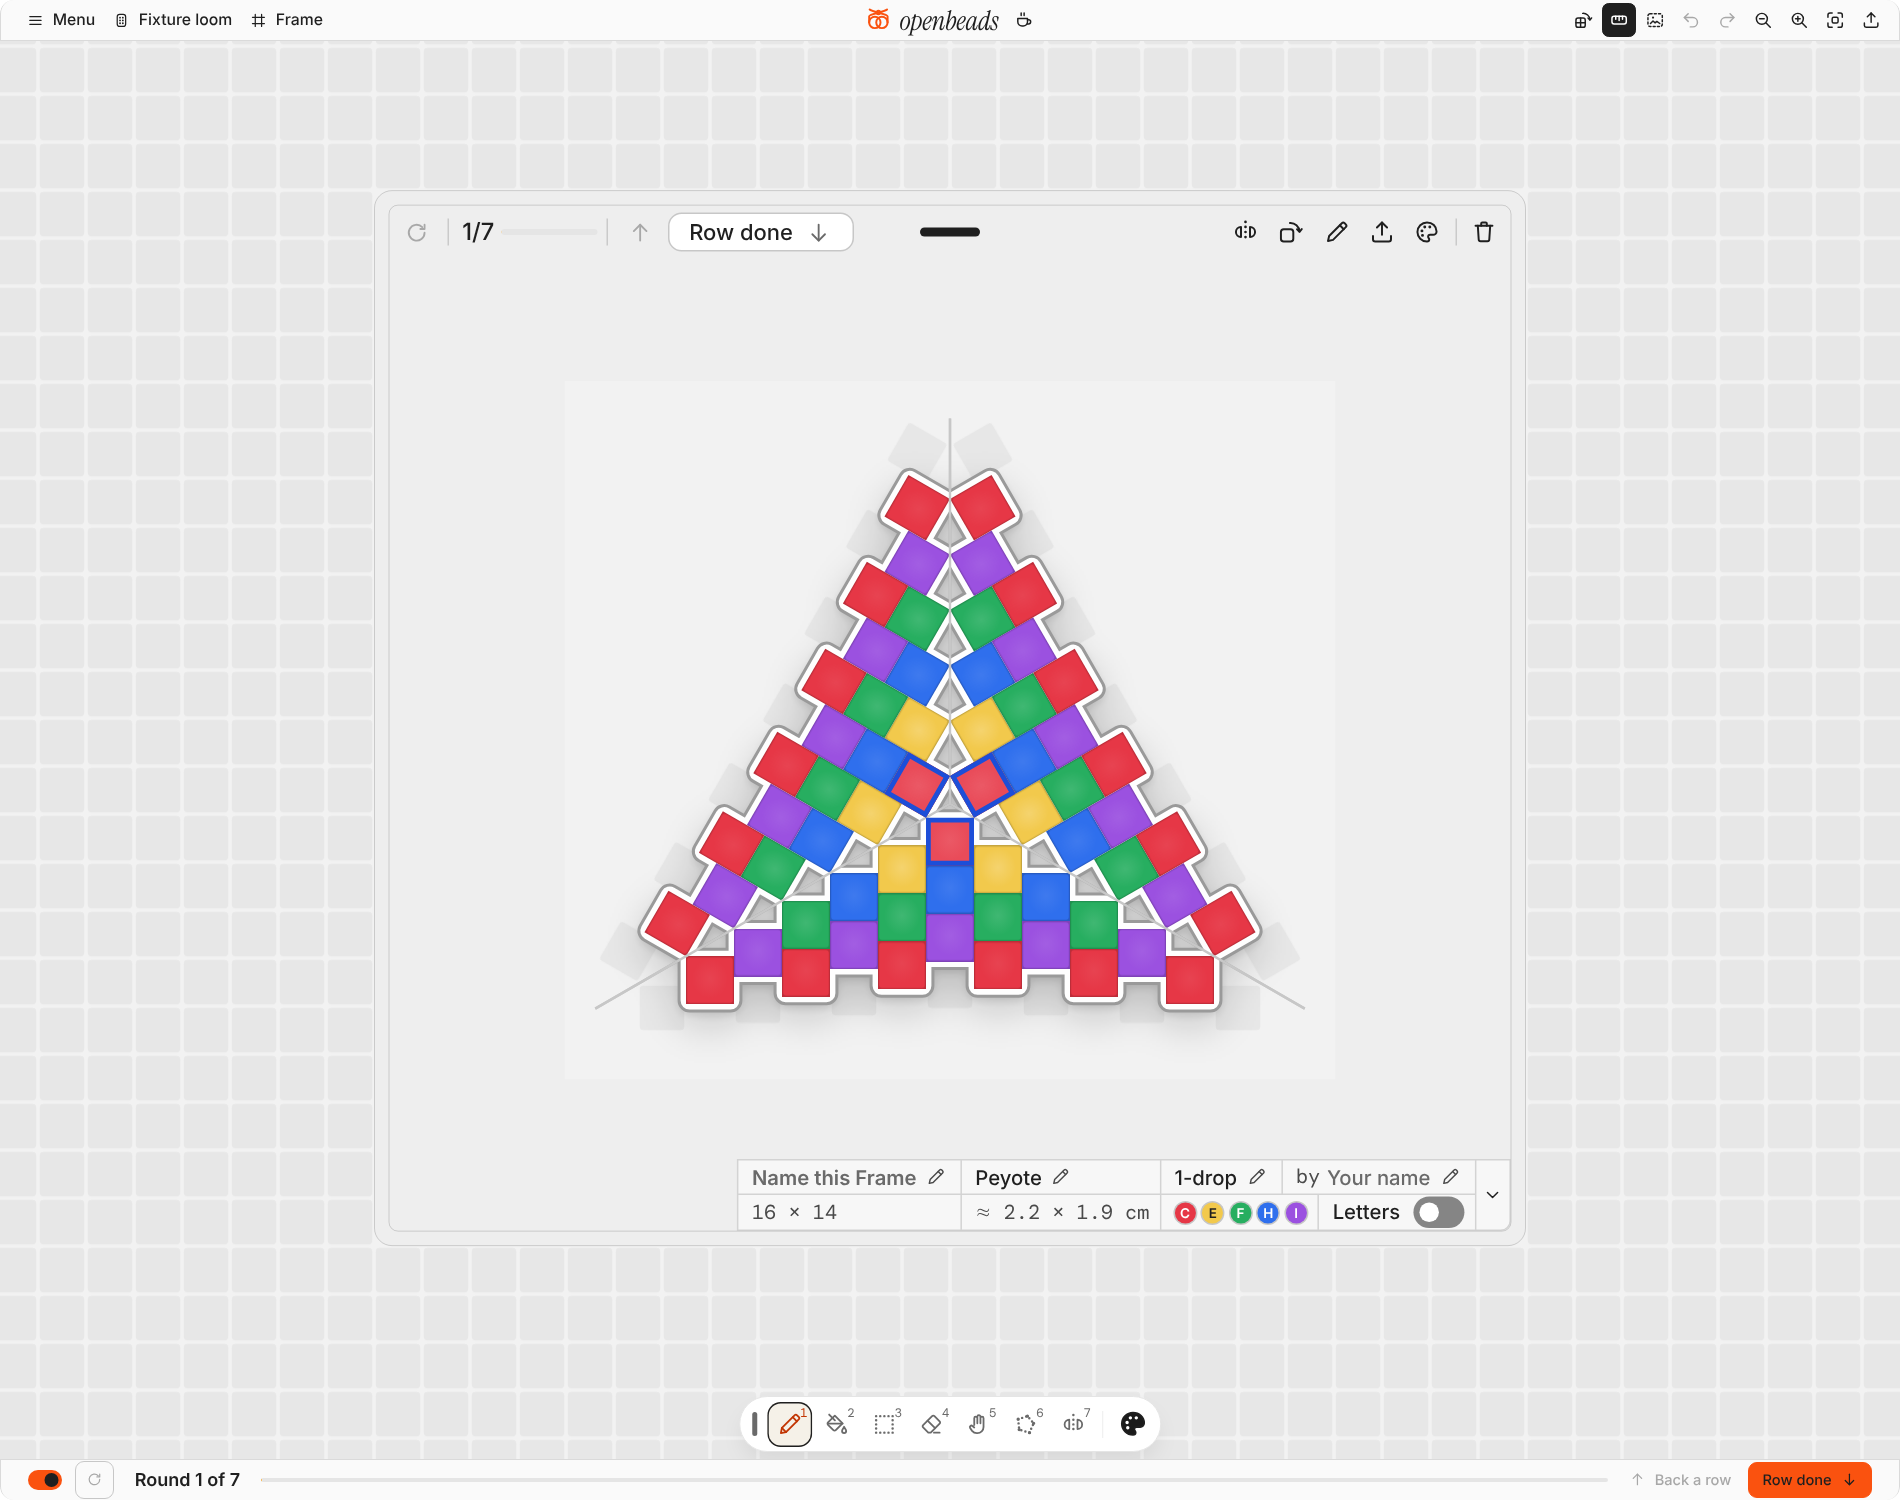 Menu Fixture loom Frame openbeads
1/7 Row done
Name this Frame Peyote 1-drop by Your name
16 × 14 ≈ 2.2 × 1.9 cm C E F H I Letters
1 2 3 4 5 6 7
Round 1 of 7 Back a row Row done